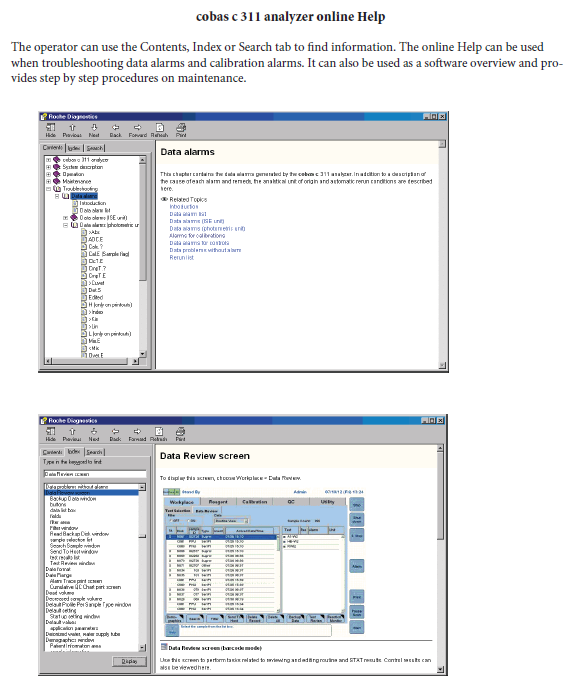 cobas c 311 analyzer online Help
The operator can use the Contents, Index or Search tab to find information. The online Help can be used
when troubleshooting data alarms and calibration alarms. It can also be used as a software overview and pro-
vides step by step procedures on maintenance.
Roche Diagnostics
Hide Previous Next Back Forward Refresh Print
Contents Index Search
cobas c 311 analyzer
System description
Operation
Maintenance
Troubleshooting
Data alarms
Introduction
Data alarm list
Data alarms (ISE unit)
Data alarms (photometric ur
>Abs
ADC.E
Calc.?
Cal.E (Sample flag)
ClcT.E
CmpT.?
CmpT.E
>Cuvet
Det.S
Edited
H (only on printouts)
>Index
>Kin
>Lin
L (only on printouts)
Mix.E
<Mix
Over.E
Data alarms
This chapter contains the data alarms generated by the cobas c 311 analyzer. In addition to a description of
the cause of each alarm and remedy, the analytical unit of origin and automatic rerun conditions are described
here.
Related Topics
Introduction
Data alarm list
Data alarms (ISE unit)
Data alarms (photometric unit)
Alarms for calibrations
Data alarms for controls
Data problems without alarm
Rerun list
Roche Diagnostics
Hide Previous Next Back Forward Refresh Print
Contents Index Search
Type in the keyword to find:
Data Review screen
Data problems without alarms
Data Review screen
Backup Data window
buttons
data list box
fields
filter area
Filter window
Read Backup Disk window
sample selection list
Search Sample window
Send To Host window
test results list
Test Review window
Date format
Date Range
Alarm Trace print screen
Cumulative QC Chart print screen
Dead volume
Decreased sample volume
Default Profile Per Sample Type window
Default setting
Start up setting window
Default values
application parameters
Deionized water, water supply tube
Demographics window
Patient Information area
Display
Data Review screen
To display this screen, choose Workplace > Data Review.
Stand By Admin
Workplace Reagent Calibration QC Utility
Test Selection Data Review
Data Review screen (barcode mode)
Use this screen to perform tasks related to reviewing and editing routine and STAT results. Control results can
also be viewed here.